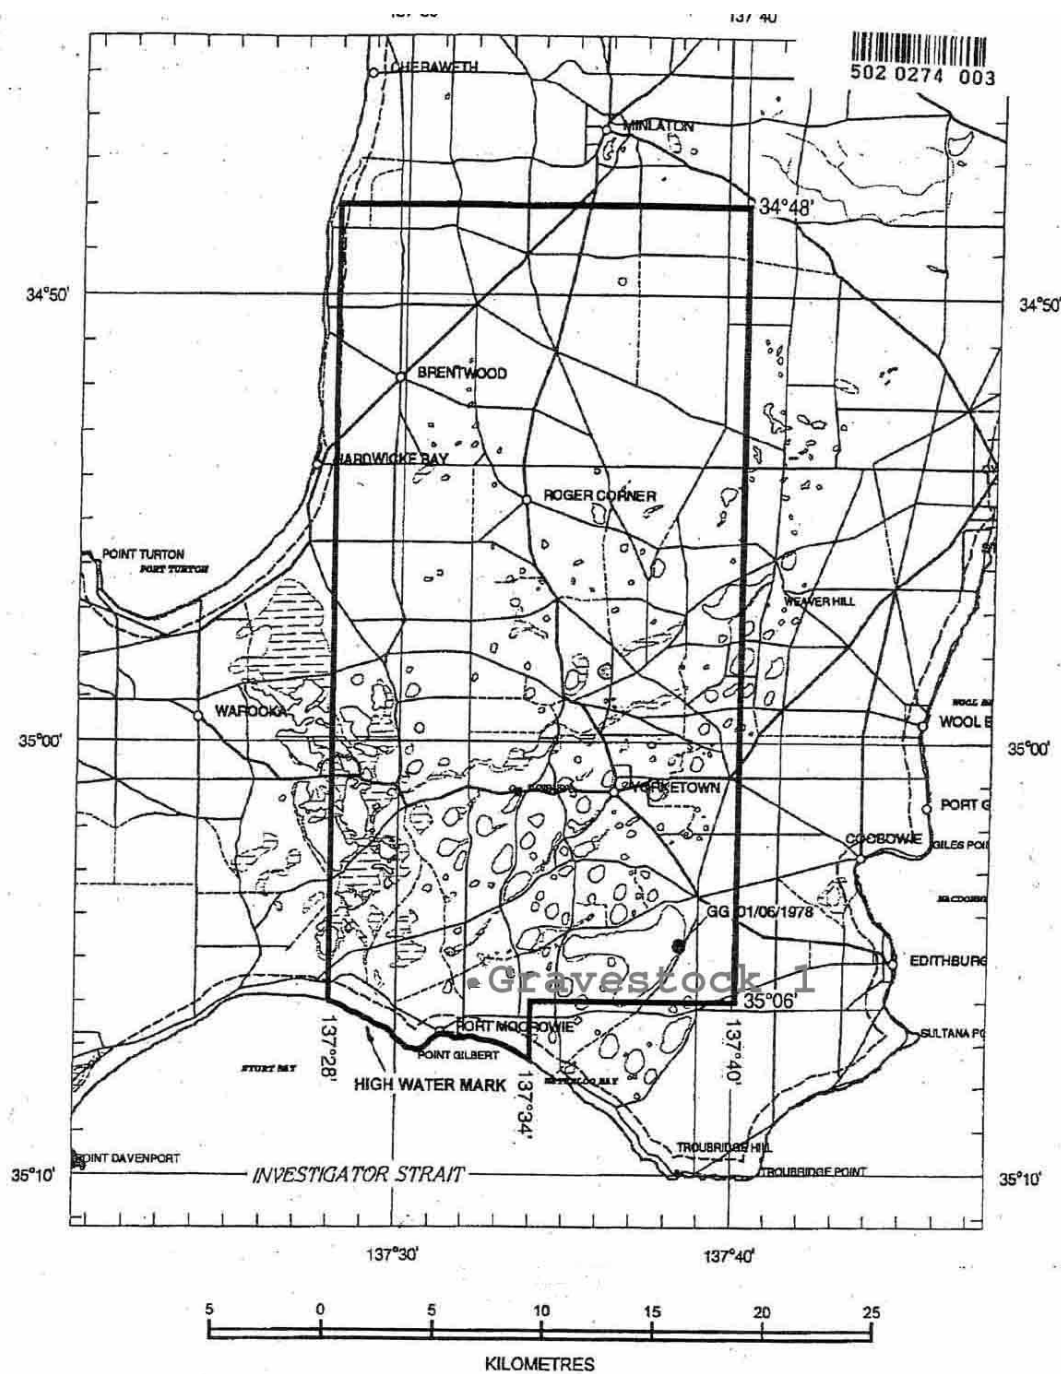 137°40'
502 0274 003
MINLATON
34°48'
34°50'
34°50'
BRENTWOOD
HARDWICKE BAY
ROGER CORNER
POINT TURTON
PORT TURTON
WEAVER HILL
WAROOKA
WOOL B
35°00'
35°00'
YORKETOWN
PORT G
COOBOWIE
GILES POI
GG 01/06/1978
EDITHBURG
Gravestock 1
35°06'
PORT MOOROWIE
SULTANA PO
POINT GILBERT
STURT BAY
137°28'
137°34'
137°40'
HIGH WATER MARK
TROUBRIDGE HILL
TROUBRIDGE POINT
POINT DAVENPORT
35°10'
INVESTIGATOR STRAIT
35°10'
137°30'
137°40'
5 0 5 10 15 20 25
KILOMETRES